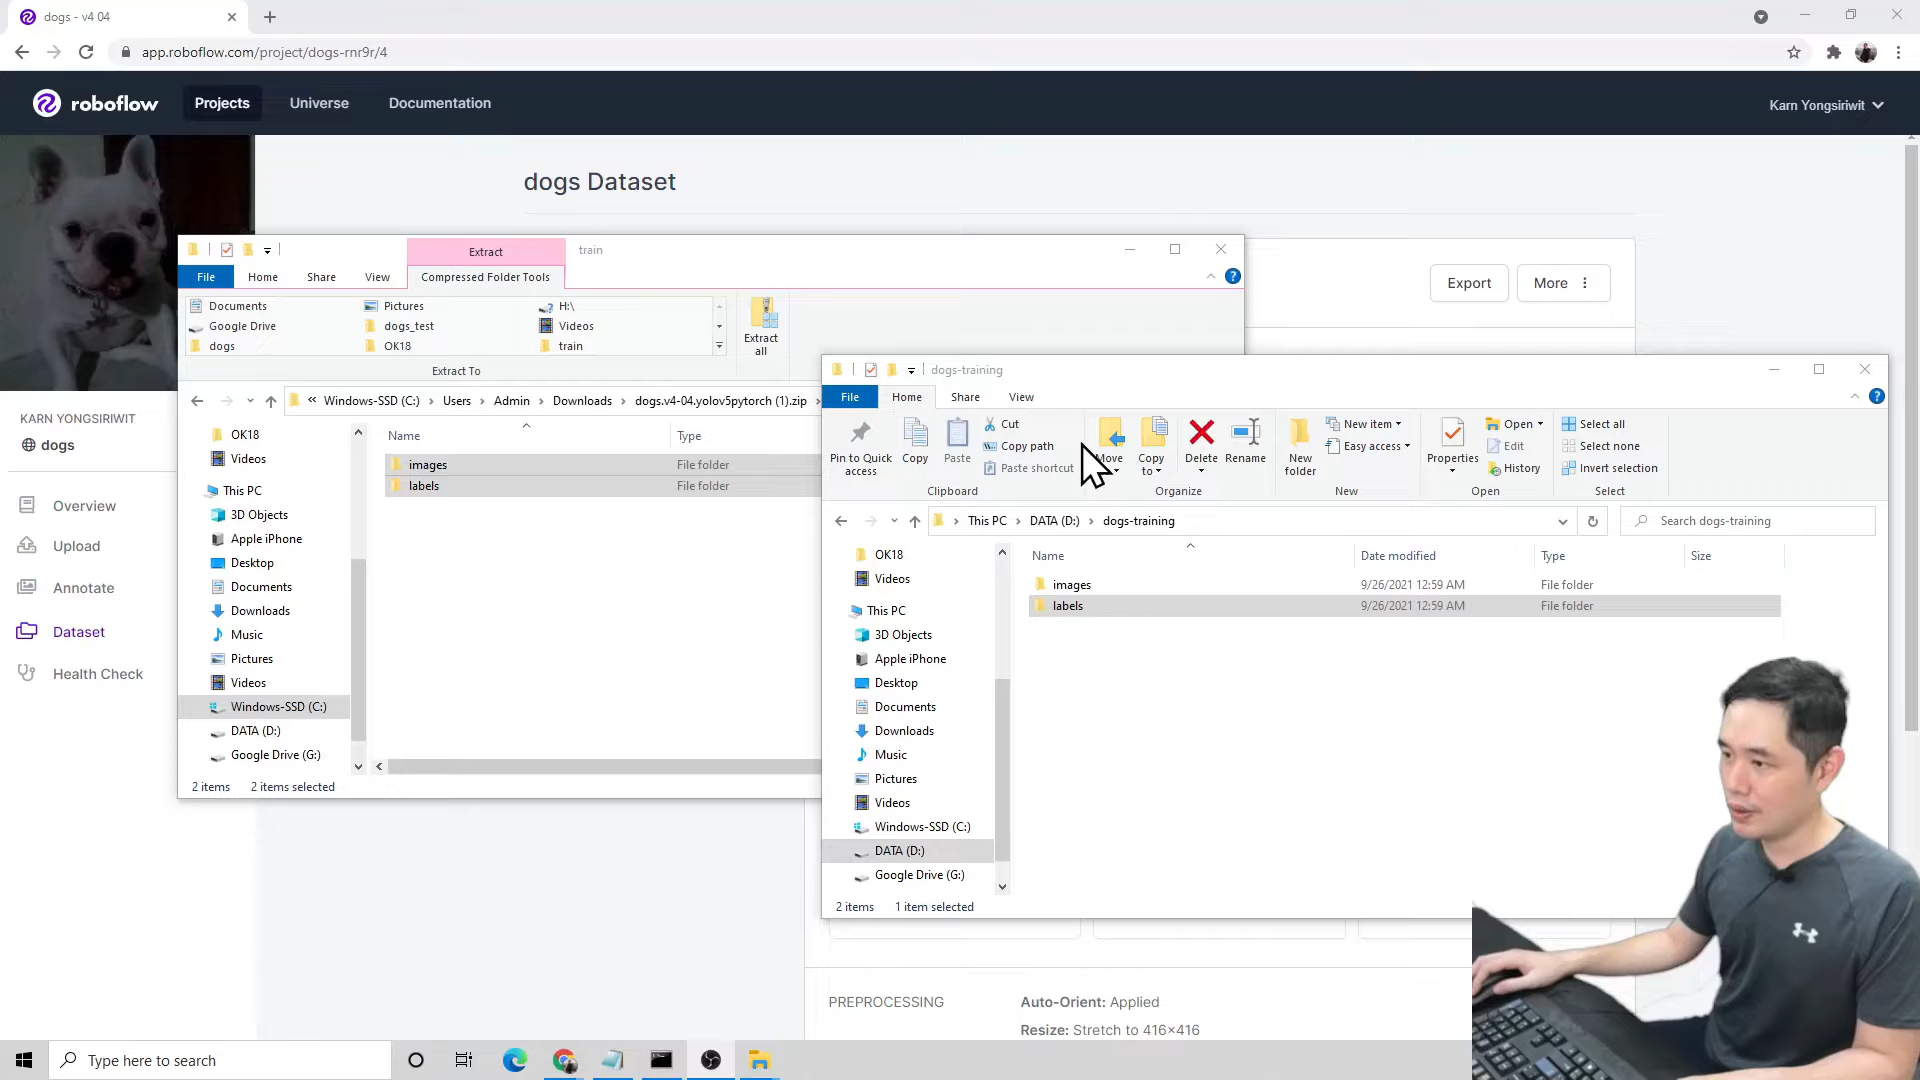 dogs - v4 04
app.roboflow.com/project/dogs-rnr9r/4
roboflow
Projects
Universe
Documentation
Karn Yongsiriwit
dogs Dataset
Export
More
KARN YONGSIRIWIT
dogs
Overview
Upload
Annotate
Dataset
Health Check
Extract
train
File
Home
Share
View
Compressed Folder Tools
Documents
Pictures
H:\
Google Drive
dogs_test
Videos
dogs
OK18
train
Extract all
Extract To
Windows-SSD (C:)
Users
Admin
Downloads
dogs.v4-04.yolov5pytorch (1).zip
Name
Type
images
File folder
labels
File folder
OK18
Videos
This PC
3D Objects
Apple iPhone
Desktop
Documents
Downloads
Music
Pictures
Videos
Windows-SSD (C:)
DATA (D:)
Google Drive (G:)
2 items
2 items selected
dogs-training
File
Home
Share
View
Pin to Quick access
Copy
Paste
Cut
Copy path
Paste shortcut
Clipboard
Copy to
Delete
Rename
Organize
New folder
New item
Easy access
New
Properties
Open
Edit
History
Open
Select all
Select none
Invert selection
Select
This PC
DATA (D:)
dogs-training
Search dogs-training
Name
Date modified
Type
Size
images
9/26/2021 12:59 AM
File folder
labels
9/26/2021 12:59 AM
File folder
OK18
Videos
This PC
3D Objects
Apple iPhone
Desktop
Documents
Downloads
Music
Pictures
Videos
Windows-SSD (C:)
DATA (D:)
Google Drive (G:)
2 items
1 item selected
PREPROCESSING
Auto-Orient: Applied
Resize: Stretch to 416×416
Type here to search